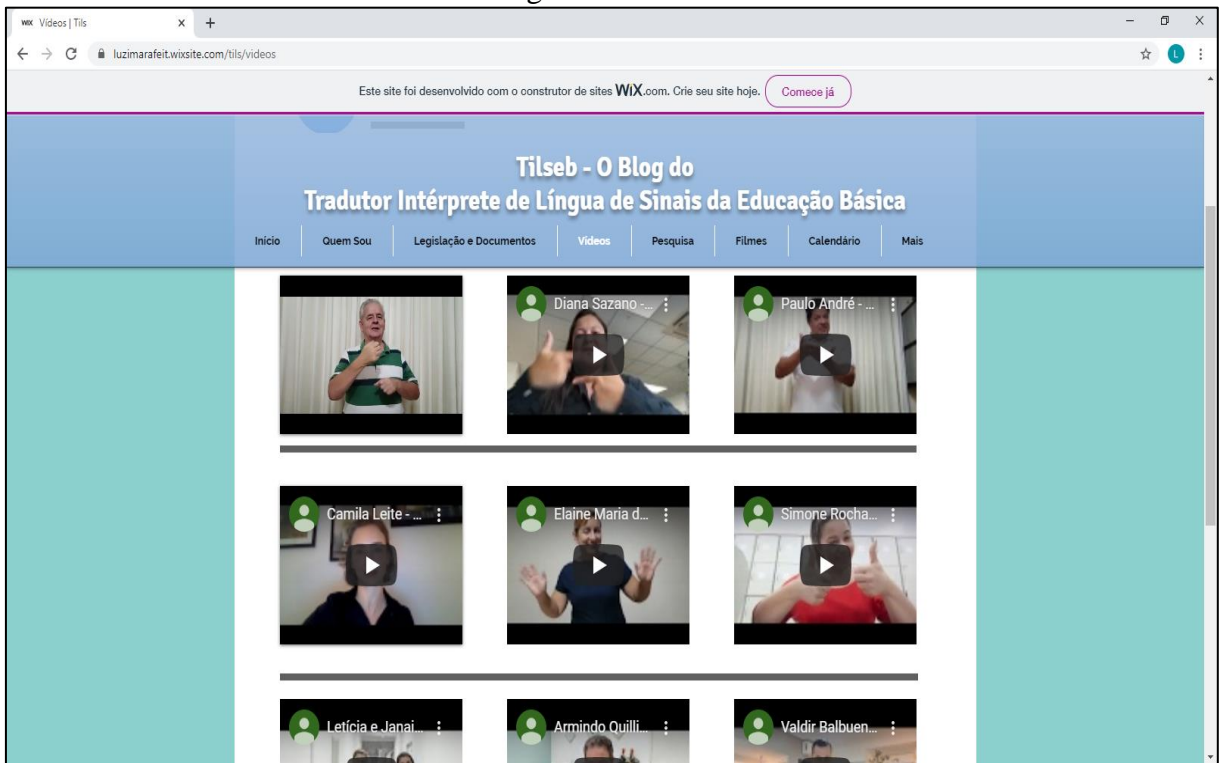 WiX Vídeos | Tils
luzimarafeit.wixsite.com/tils/videos
L
Este site foi desenvolvido com o construtor de sites WiX.com. Crie seu site hoje. Comece já
Tilseb - O Blog do
Tradutor Intérprete de Língua de Sinais da Educação Básica
Início Quem Sou Legislação e Documentos Vídeos Pesquisa Filmes Calendário Mais
Diana Sazano -... Paulo André - ...
Camila Leite - ... Elaine Maria d... Simone Rocha...
Letícia e Janai... Armindo Quilli... Valdir Balbuen...